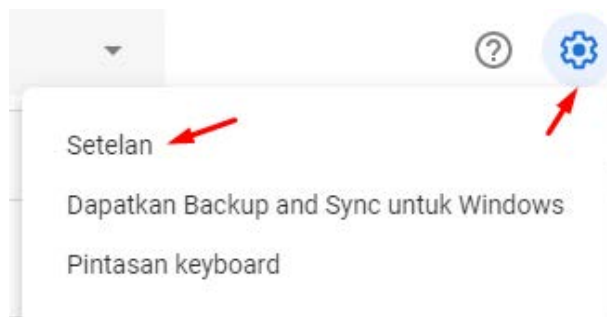 Setelan
Dapatkan Backup and Sync untuk Windows
Pintasan keyboard